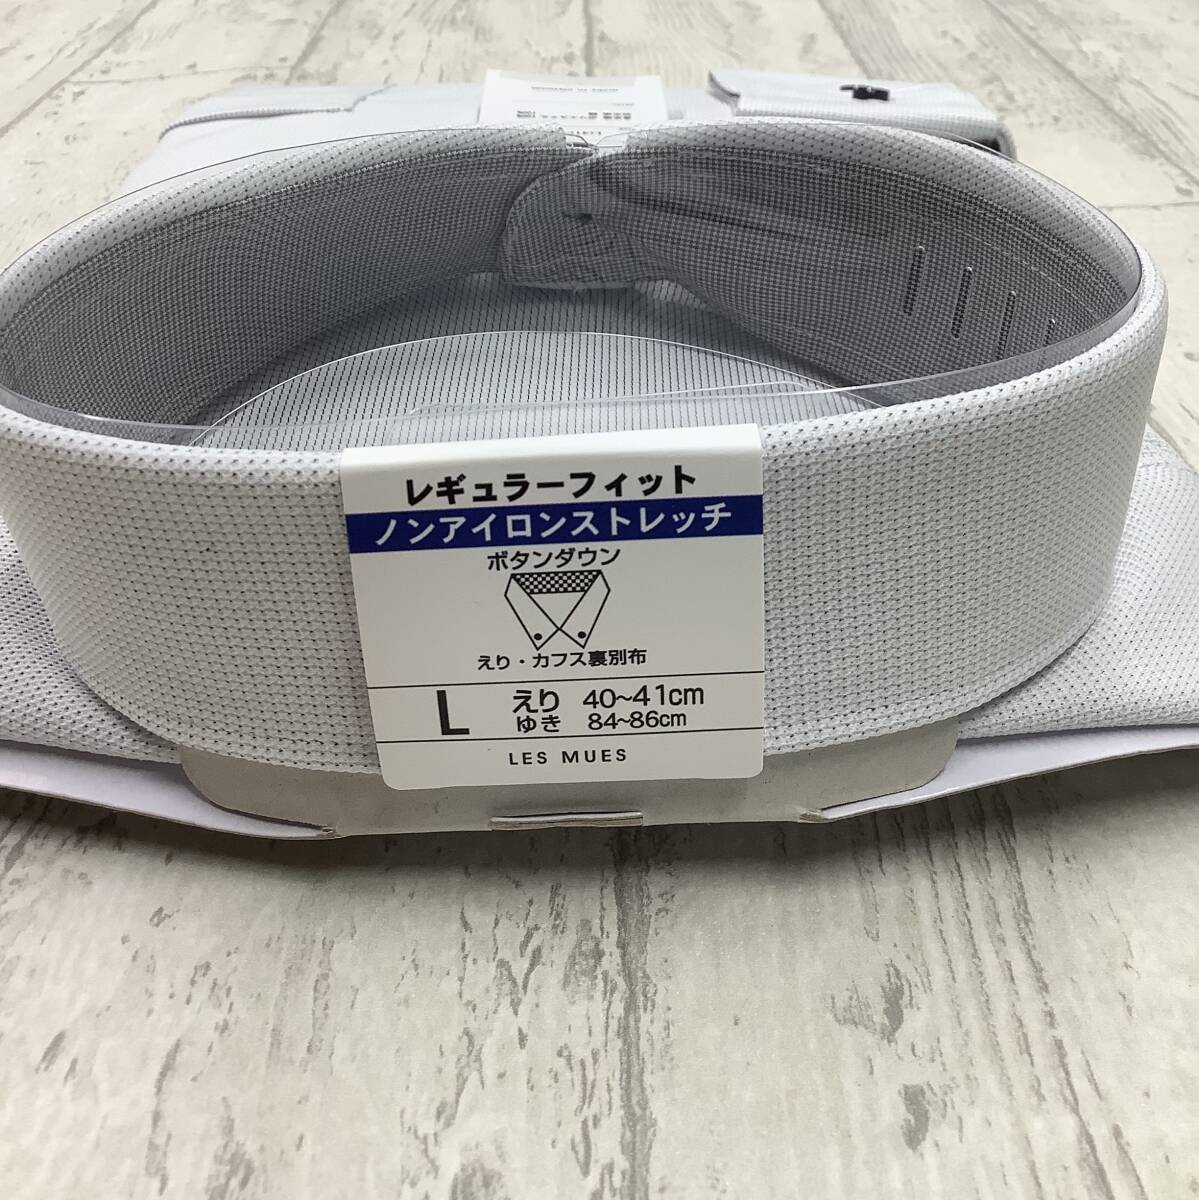 レギュラーフィット
ノンアイロンストレッチ
ボタンダウン
えり・カフス裏別布
L えり 40~41cm
ゆき 84~86cm
LES MUES